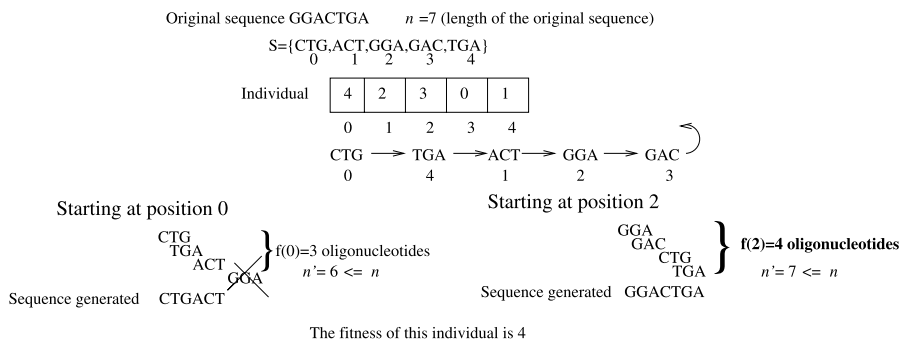 Original sequence GGACTGA n =7 (length of the original sequence)
S={CTG,ACT,GGA,GAC,TGA}
0 1 2 3 4
Individual 4 2 3 0 1
0 1 2 3 4
CTG TGA ACT GGA GAC
0 4 1 2 3
Starting at position 0
CTG
TGA
ACT
GGA
f(0)=3 oligonucleotides
n'= 6 <= n
Sequence generated CTGACT
Starting at position 2
GGA
GAC
CTG
TGA
f(2)=4 oligonucleotides
n'= 7 <= n
Sequence generated GGACTGA
The fitness of this individual is 4